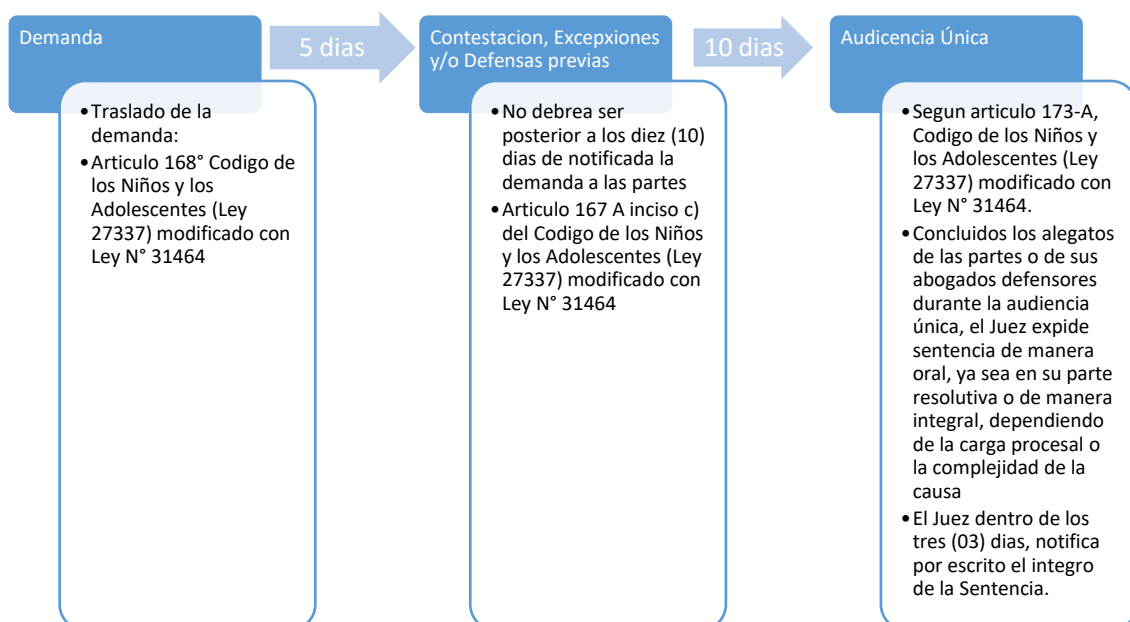 Demanda
5 dias
Contestacion, Excepxiones
y/o Defensas previas
10 dias
Audicencia Única
•Traslado de la
demanda:
•Articulo 168° Codigo de
los Niños y los
Adolescentes (Ley
27337) modificado con
Ley N° 31464
•No debrea ser
posterior a los diez (10)
dias de notificada la
demanda a las partes
•Articulo 167 A inciso c)
del Codigo de los Niños
y los Adolescentes (Ley
27337) modificado con
Ley N° 31464
•Segun articulo 173-A,
Codigo de los Niños y
los Adolescentes (Ley
27337) modificado con
Ley N° 31464.
•Concluidos los alegatos
de las partes o de sus
abogados defensores
durante la audiencia
única, el Juez expide
sentencia de manera
oral, ya sea en su parte
resolutiva o de manera
integral, dependiendo
de la carga procesal o
la complejidad de la
causa
•El Juez dentro de los
tres (03) dias, notifica
por escrito el integro
de la Sentencia.